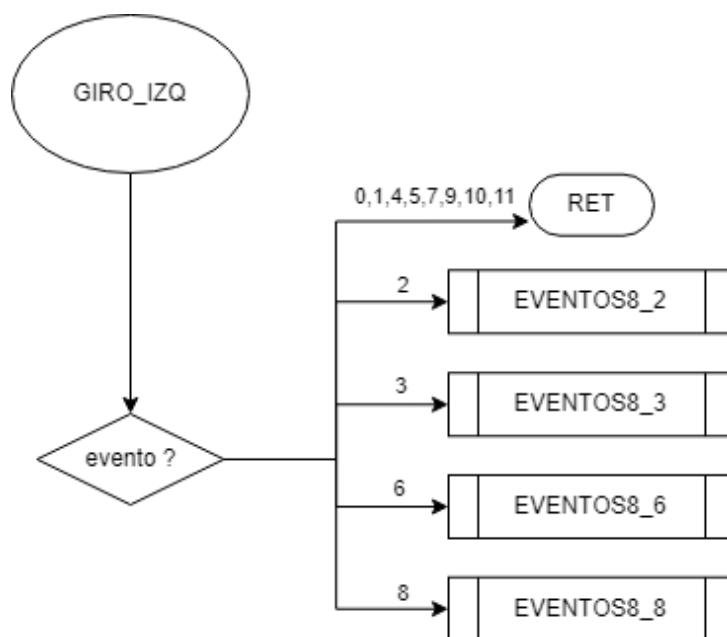 GIRO_IZQ
0,1,4,5,7,9,10,11
RET
2
EVENTOS8_2
3
EVENTOS8_3
evento ?
6
EVENTOS8_6
8
EVENTOS8_8